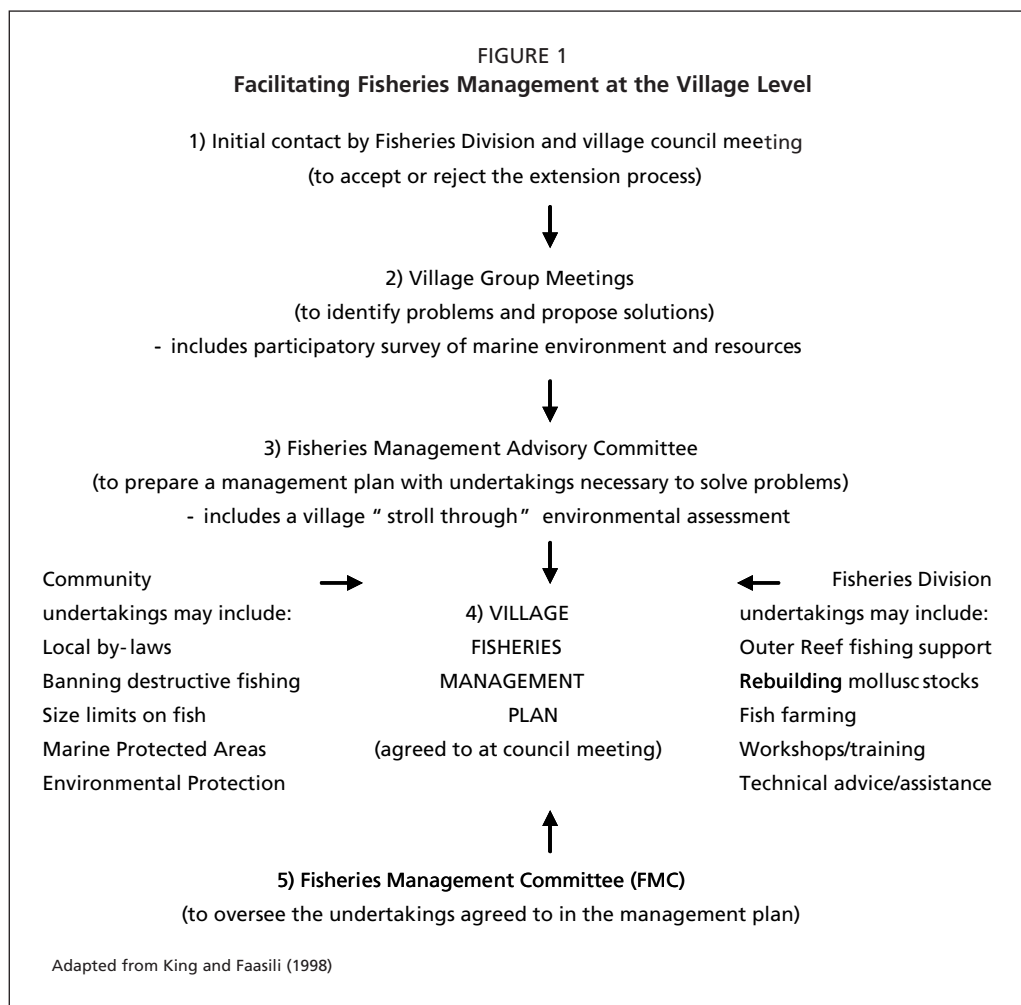 FIGURE 1
Facilitating Fisheries Management at the Village Level
1) Initial contact by Fisheries Division and village council meeting
(to accept or reject the extension process)
2) Village Group Meetings
(to identify problems and propose solutions)
- includes participatory survey of marine environment and resources
3) Fisheries Management Advisory Committee
(to prepare a management plan with undertakings necessary to solve problems)
- includes a village “ stroll through” environmental assessment
Community
undertakings may include:
Local by-laws
Banning destructive fishing
Size limits on fish
Marine Protected Areas
Environmental Protection
4) VILLAGE
FISHERIES
MANAGEMENT
PLAN
(agreed to at council meeting)
Fisheries Division
undertakings may include:
Outer Reef fishing support
Rebuilding mollusc stocks
Fish farming
Workshops/training
Technical advice/assistance
5) Fisheries Management Committee (FMC)
(to oversee the undertakings agreed to in the management plan)
Adapted from King and Faasili (1998)